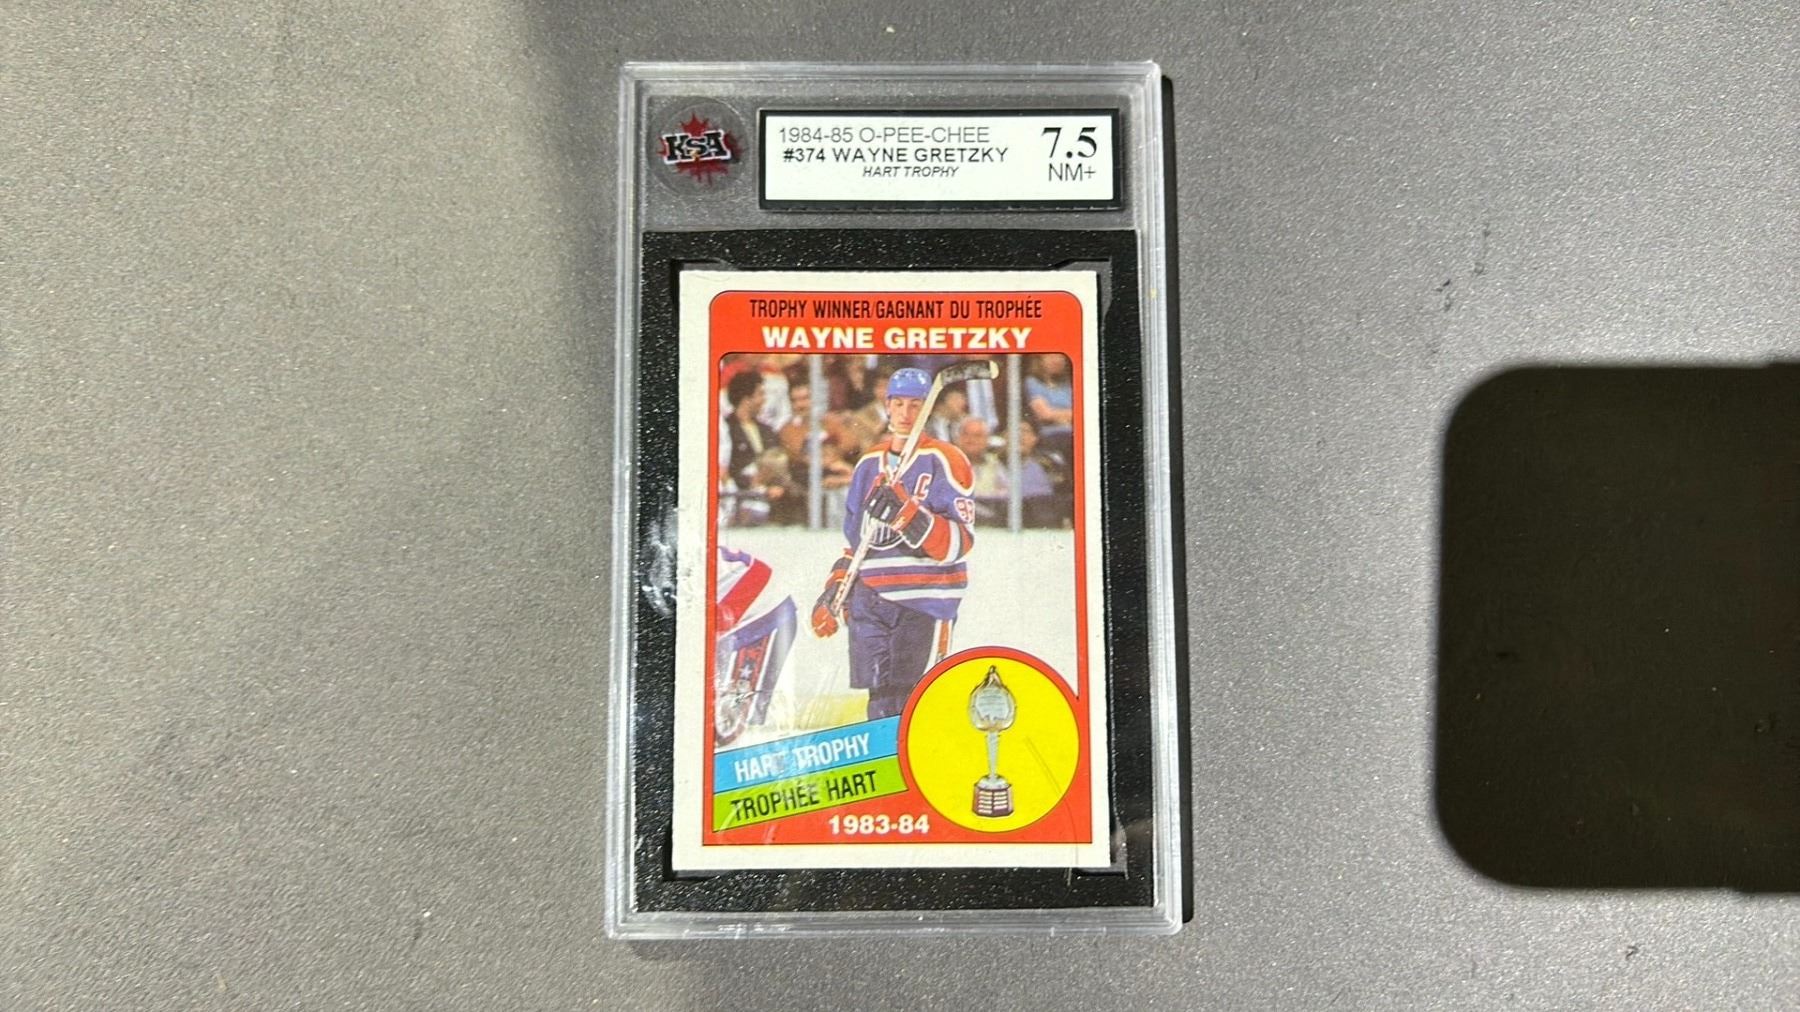 KSA
1984-85 O-PEE-CHEE
#374 WAYNE GRETZKY
HART TROPHY
7.5
NM+
TROPHY WINNER/GAGNANT DU TROPHÉE
WAYNE GRETZKY
C
HART TROPHY
TROPHÉE HART
1983-84